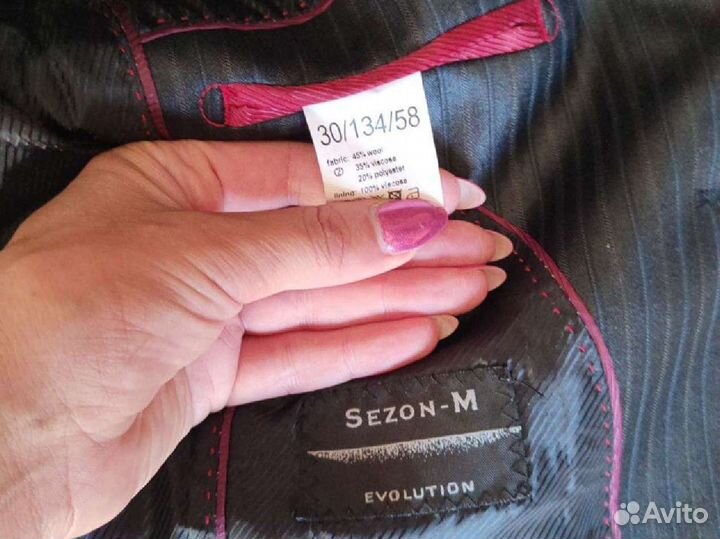 30/134/58
fabric: 45% wool
35% viscose
20% polyester
lining: 100% viscose
SEZON-M
EVOLUTION
Avito